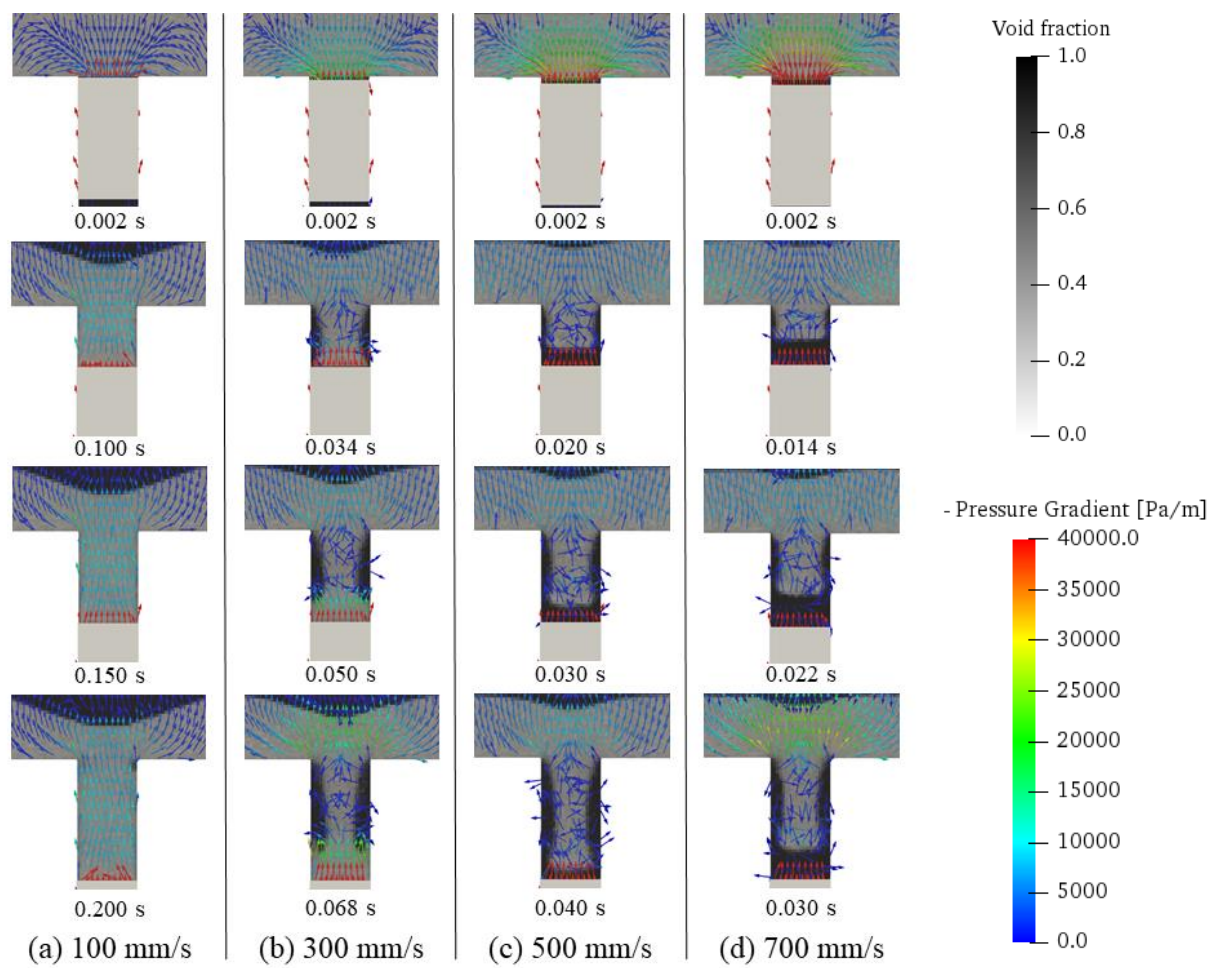 0.002 s
0.002 s
0.002 s
0.002 s
0.100 s
0.034 s
0.020 s
0.014 s
0.150 s
0.050 s
0.030 s
0.022 s
0.200 s
0.068 s
0.040 s
0.030 s
(a) 100 mm/s
(b) 300 mm/s
(c) 500 mm/s
(d) 700 mm/s
Void fraction
1.0
0.8
0.6
0.4
0.2
0.0
- Pressure Gradient [Pa/m]
40000.0
35000
30000
25000
20000
15000
10000
5000
0.0